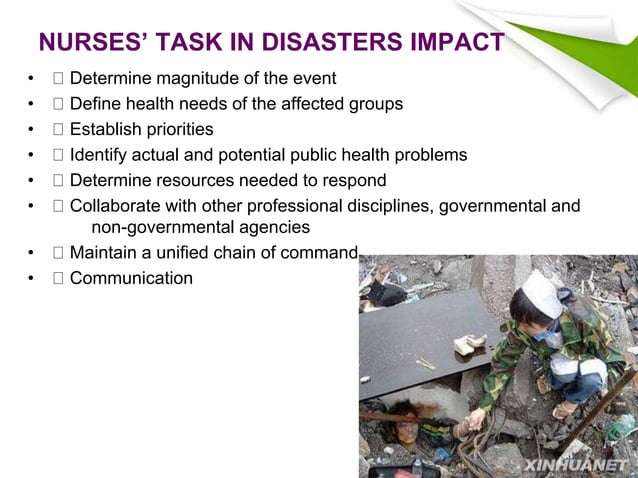 NURSES’ TASK IN DISASTERS IMPACT
• □ Determine magnitude of the event
• □ Define health needs of the affected groups
• □ Establish priorities
• □ Identify actual and potential public health problems
• □ Determine resources needed to respond
• □ Collaborate with other professional disciplines, governmental and
non-governmental agencies
• □ Maintain a unified chain of command
• □ Communication
XINHUANET